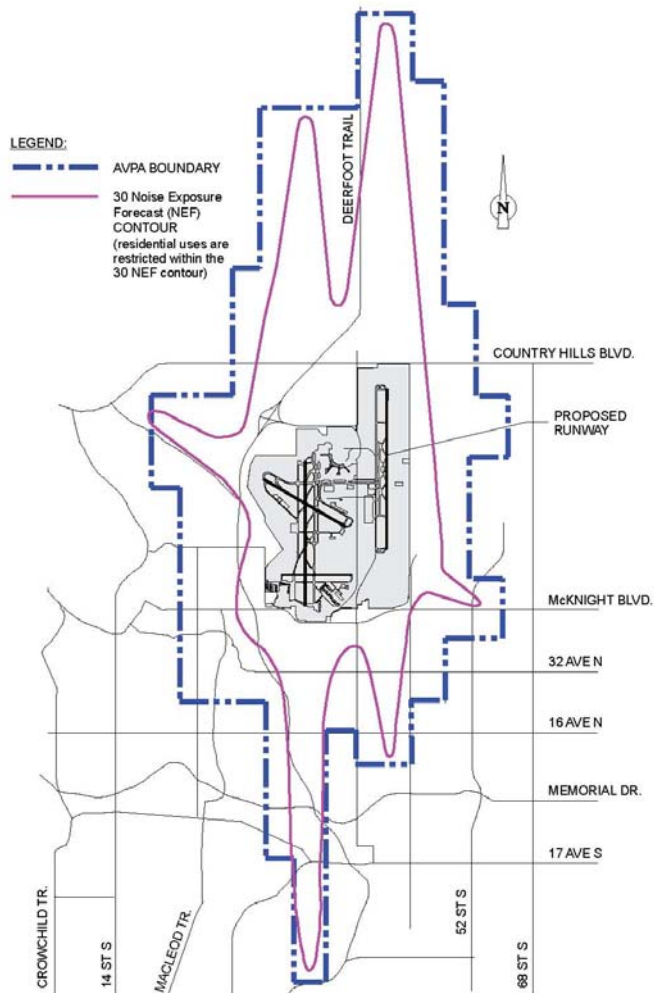 LEGEND:
AVPA BOUNDARY
30 Noise Exposure
Forecast (NEF)
CONTOUR
(residential uses are
restricted within the
30 NEF contour)
DEERFOOT TRAIL
N
COUNTRY HILLS BLVD.
PROPOSED
RUNWAY
McKNIGHT BLVD.
32 AVE N
16 AVE N
MEMORIAL DR.
17 AVE S
CROWCHILD TR.
14 ST S
MACLEOD TR.
52 ST S
68 ST S